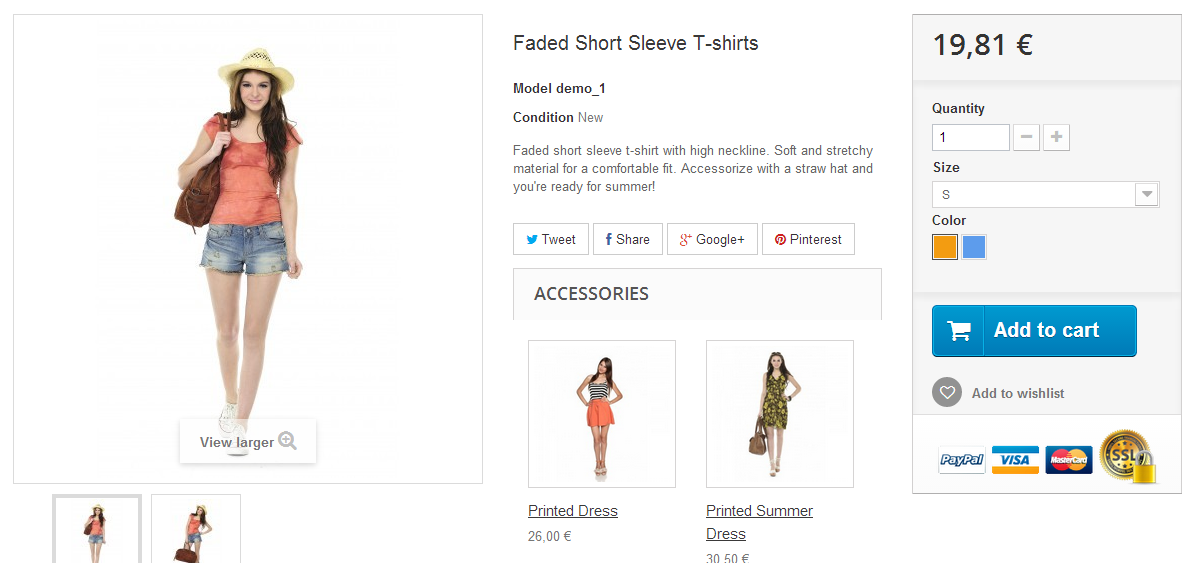 Faded Short Sleeve T-shirts
Model demo_1
Condition New
Faded short sleeve t-shirt with high neckline. Soft and stretchy
material for a comfortable fit. Accessorize with a straw hat and
you're ready for summer!
Tweet
Share
Google+
Pinterest
ACCESSORIES
Printed Dress
26,00 €
Printed Summer
Dress
30,50 €
View larger
19,81 €
Quantity
1
Size
S
Color
Add to cart
Add to wishlist
PayPal
VISA
MasterCard
SSL